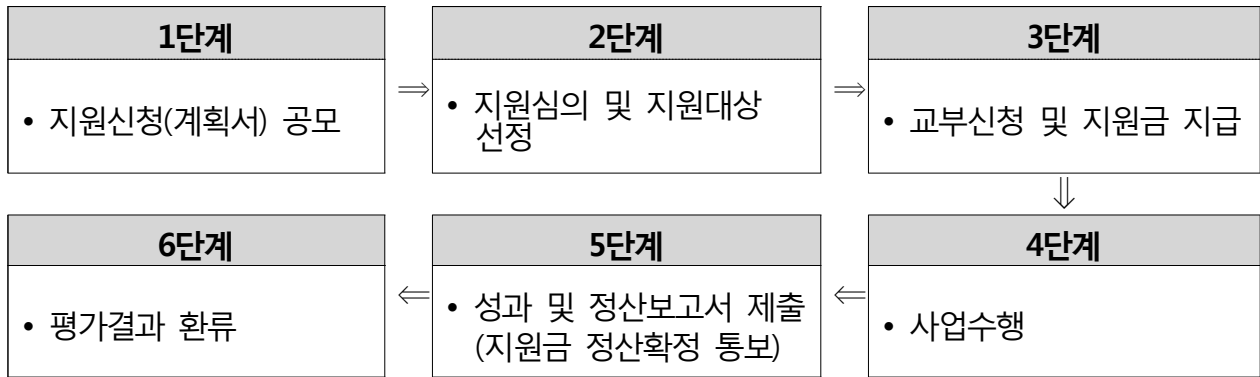 1단계
• 지원신청(계획서) 공모
⇒
2단계
• 지원심의 및 지원대상
선정
⇒
3단계
• 교부신청 및 지원금 지급
⇓
4단계
• 사업수행
⇐
5단계
• 성과 및 정산보고서 제출
(지원금 정산확정 통보)
⇐
6단계
• 평가결과 환류